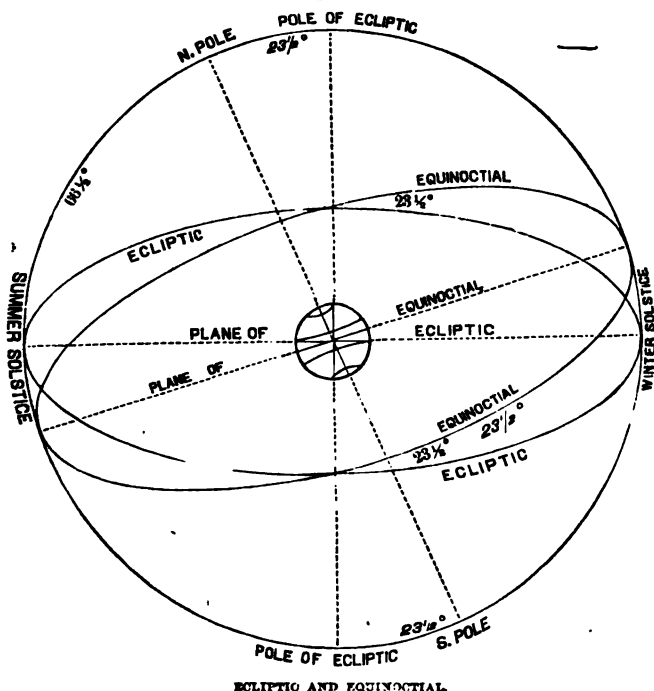 POLE OF ECLIPTIC
N. POLE
23½°
66½°
EQUINOCTIAL
23½°
ECLIPTIC
SUMMER SOLSTICE
EQUINOCTIAL
PLANE OF
ECLIPTIC
PLANE OF
WINTER SOLSTICE
EQUINOCTIAL
23½°
23½°
ECLIPTIC
23½°
S. POLE
POLE OF ECLIPTIC
ECLIPTIC AND EQUINOCTIAL